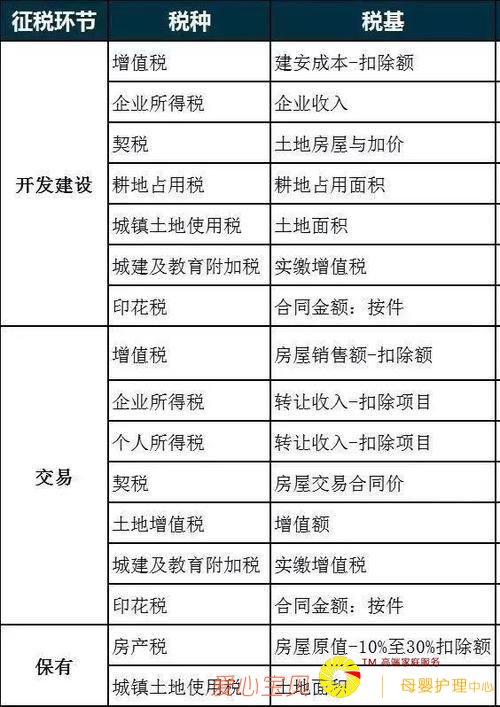 征税环节 税种 税基
增值税 建安成本-扣除额
企业所得税 企业收入
契税 土地房屋与加价
开发建设 耕地占用税 耕地占用面积
城镇土地使用税 土地面积
城建及教育附加税 实缴增值税
印花税 合同金额：按件
增值税 房屋销售额-扣除额
企业所得税 转让收入-扣除项目
个人所得税 转让收入-扣除项目
交易 契税 房屋交易合同价
土地增值税 增值额
城建及教育附加税 实缴增值税
印花税 合同金额：按件
保有 房产税 房屋原值-10%至30%扣除额
TM 高端家庭服务
城镇土地使用税 土地面积
爱心宝贝 母婴护理中心